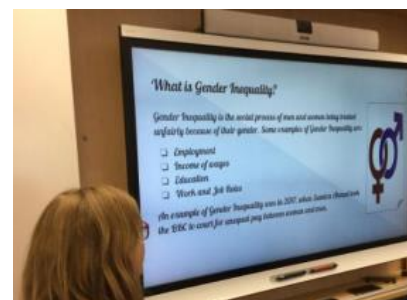 What is Gender Inequality?
Gender Inequality is the social process of men and women being treated
unfairly because of their gender. Some examples of Gender Inequality are:
Employment
Income of wages
Education
Work and Job Roles
An example of Gender Inequality was in 2017, when Samira Ahmed took
the BBC to court for unequal pay between women and men.